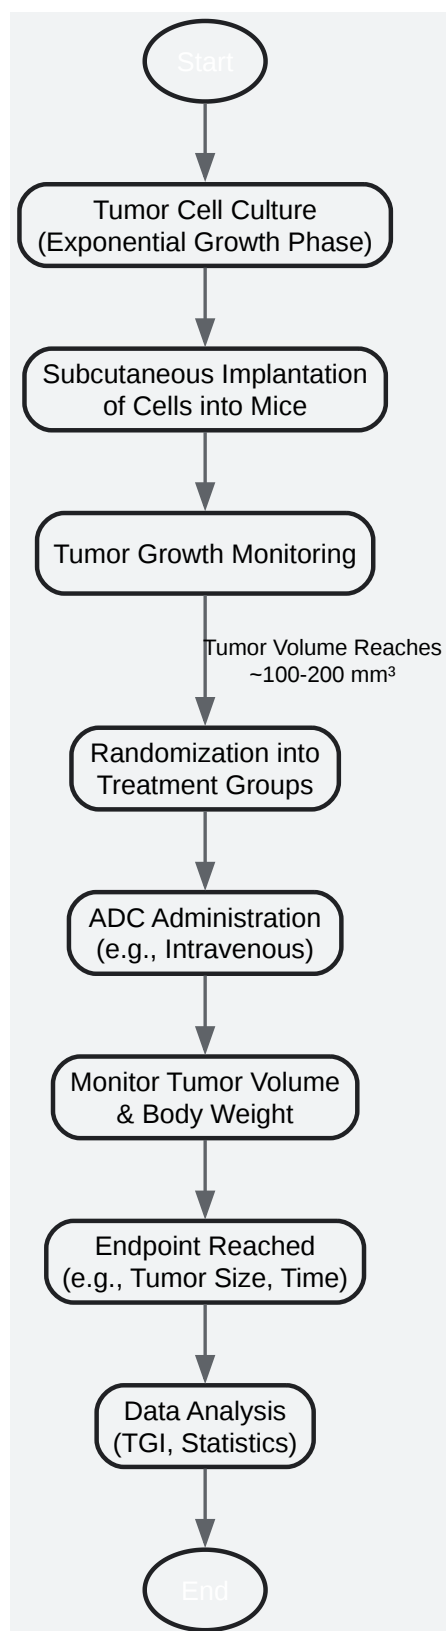 Start
Tumor Cell Culture
(Exponential Growth Phase)
Subcutaneous Implantation
of Cells into Mice
Tumor Growth Monitoring
Tumor Volume Reaches
~100-200 mm³
Randomization into
Treatment Groups
ADC Administration
(e.g., Intravenous)
Monitor Tumor Volume
& Body Weight
Endpoint Reached
(e.g., Tumor Size, Time)
Data Analysis
(TGI, Statistics)
End